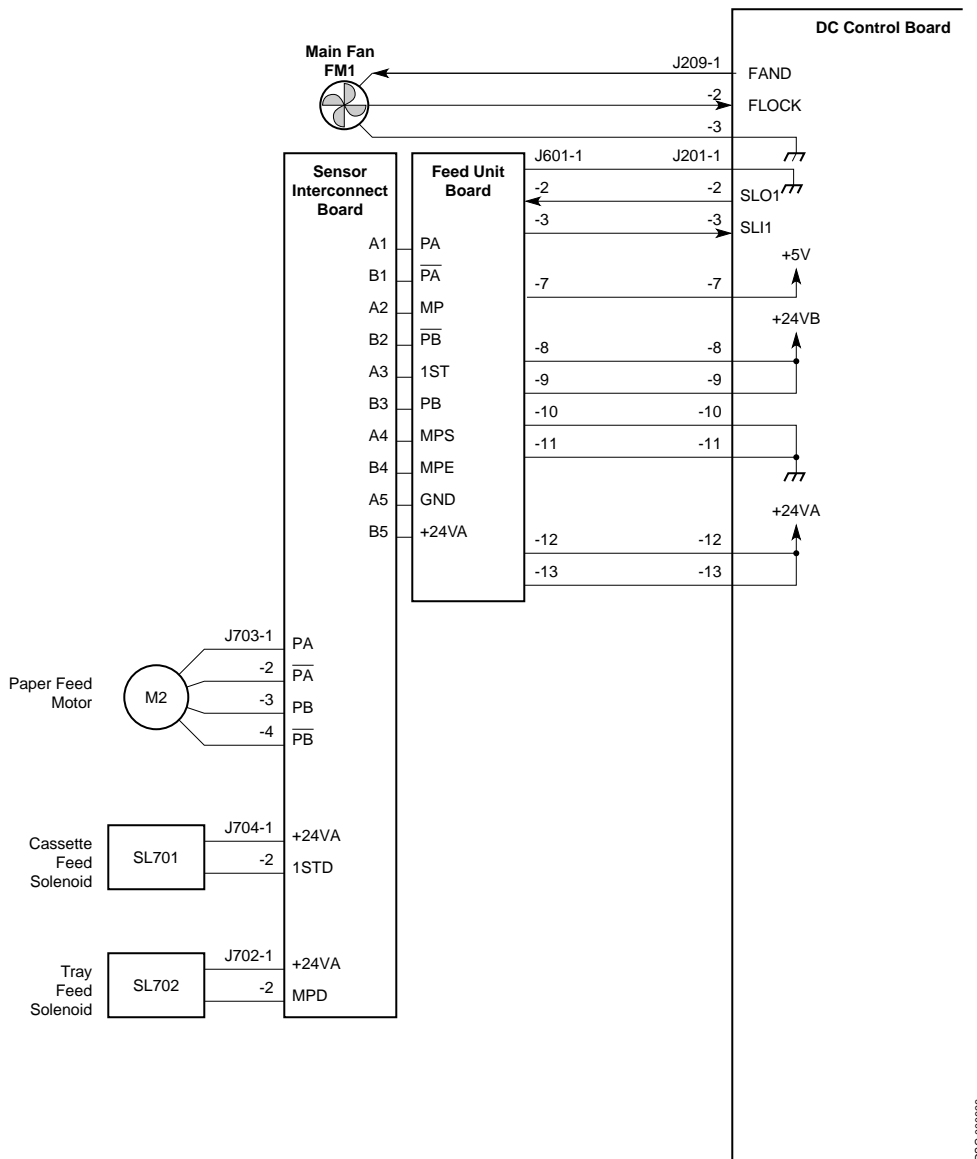 DC Control Board
Main Fan
FM1
J209-1
FAND
-2
FLOCK
-3
Sensor
Interconnect
Board
Feed Unit
Board
J601-1
J201-1
-2
-2
SLO1
-3
-3
SLI1
+5V
-7
-7
+24VB
-8
-8
-9
-9
-10
-10
-11
-11
+24VA
-12
-12
-13
-13
A1 PA
B1 P̅A̅
A2 MP
B2 P̅B̅
A3 1ST
B3 PB
A4 MPS
B4 MPE
A5 GND
B5 +24VA
Paper Feed
Motor
M2
J703-1 PA
-2 P̅A̅
-3 PB
-4 P̅B̅
Cassette
Feed
Solenoid
SL701
J704-1 +24VA
-2 1STD
Tray
Feed
Solenoid
SL702
J702-1 +24VA
-2 MPD